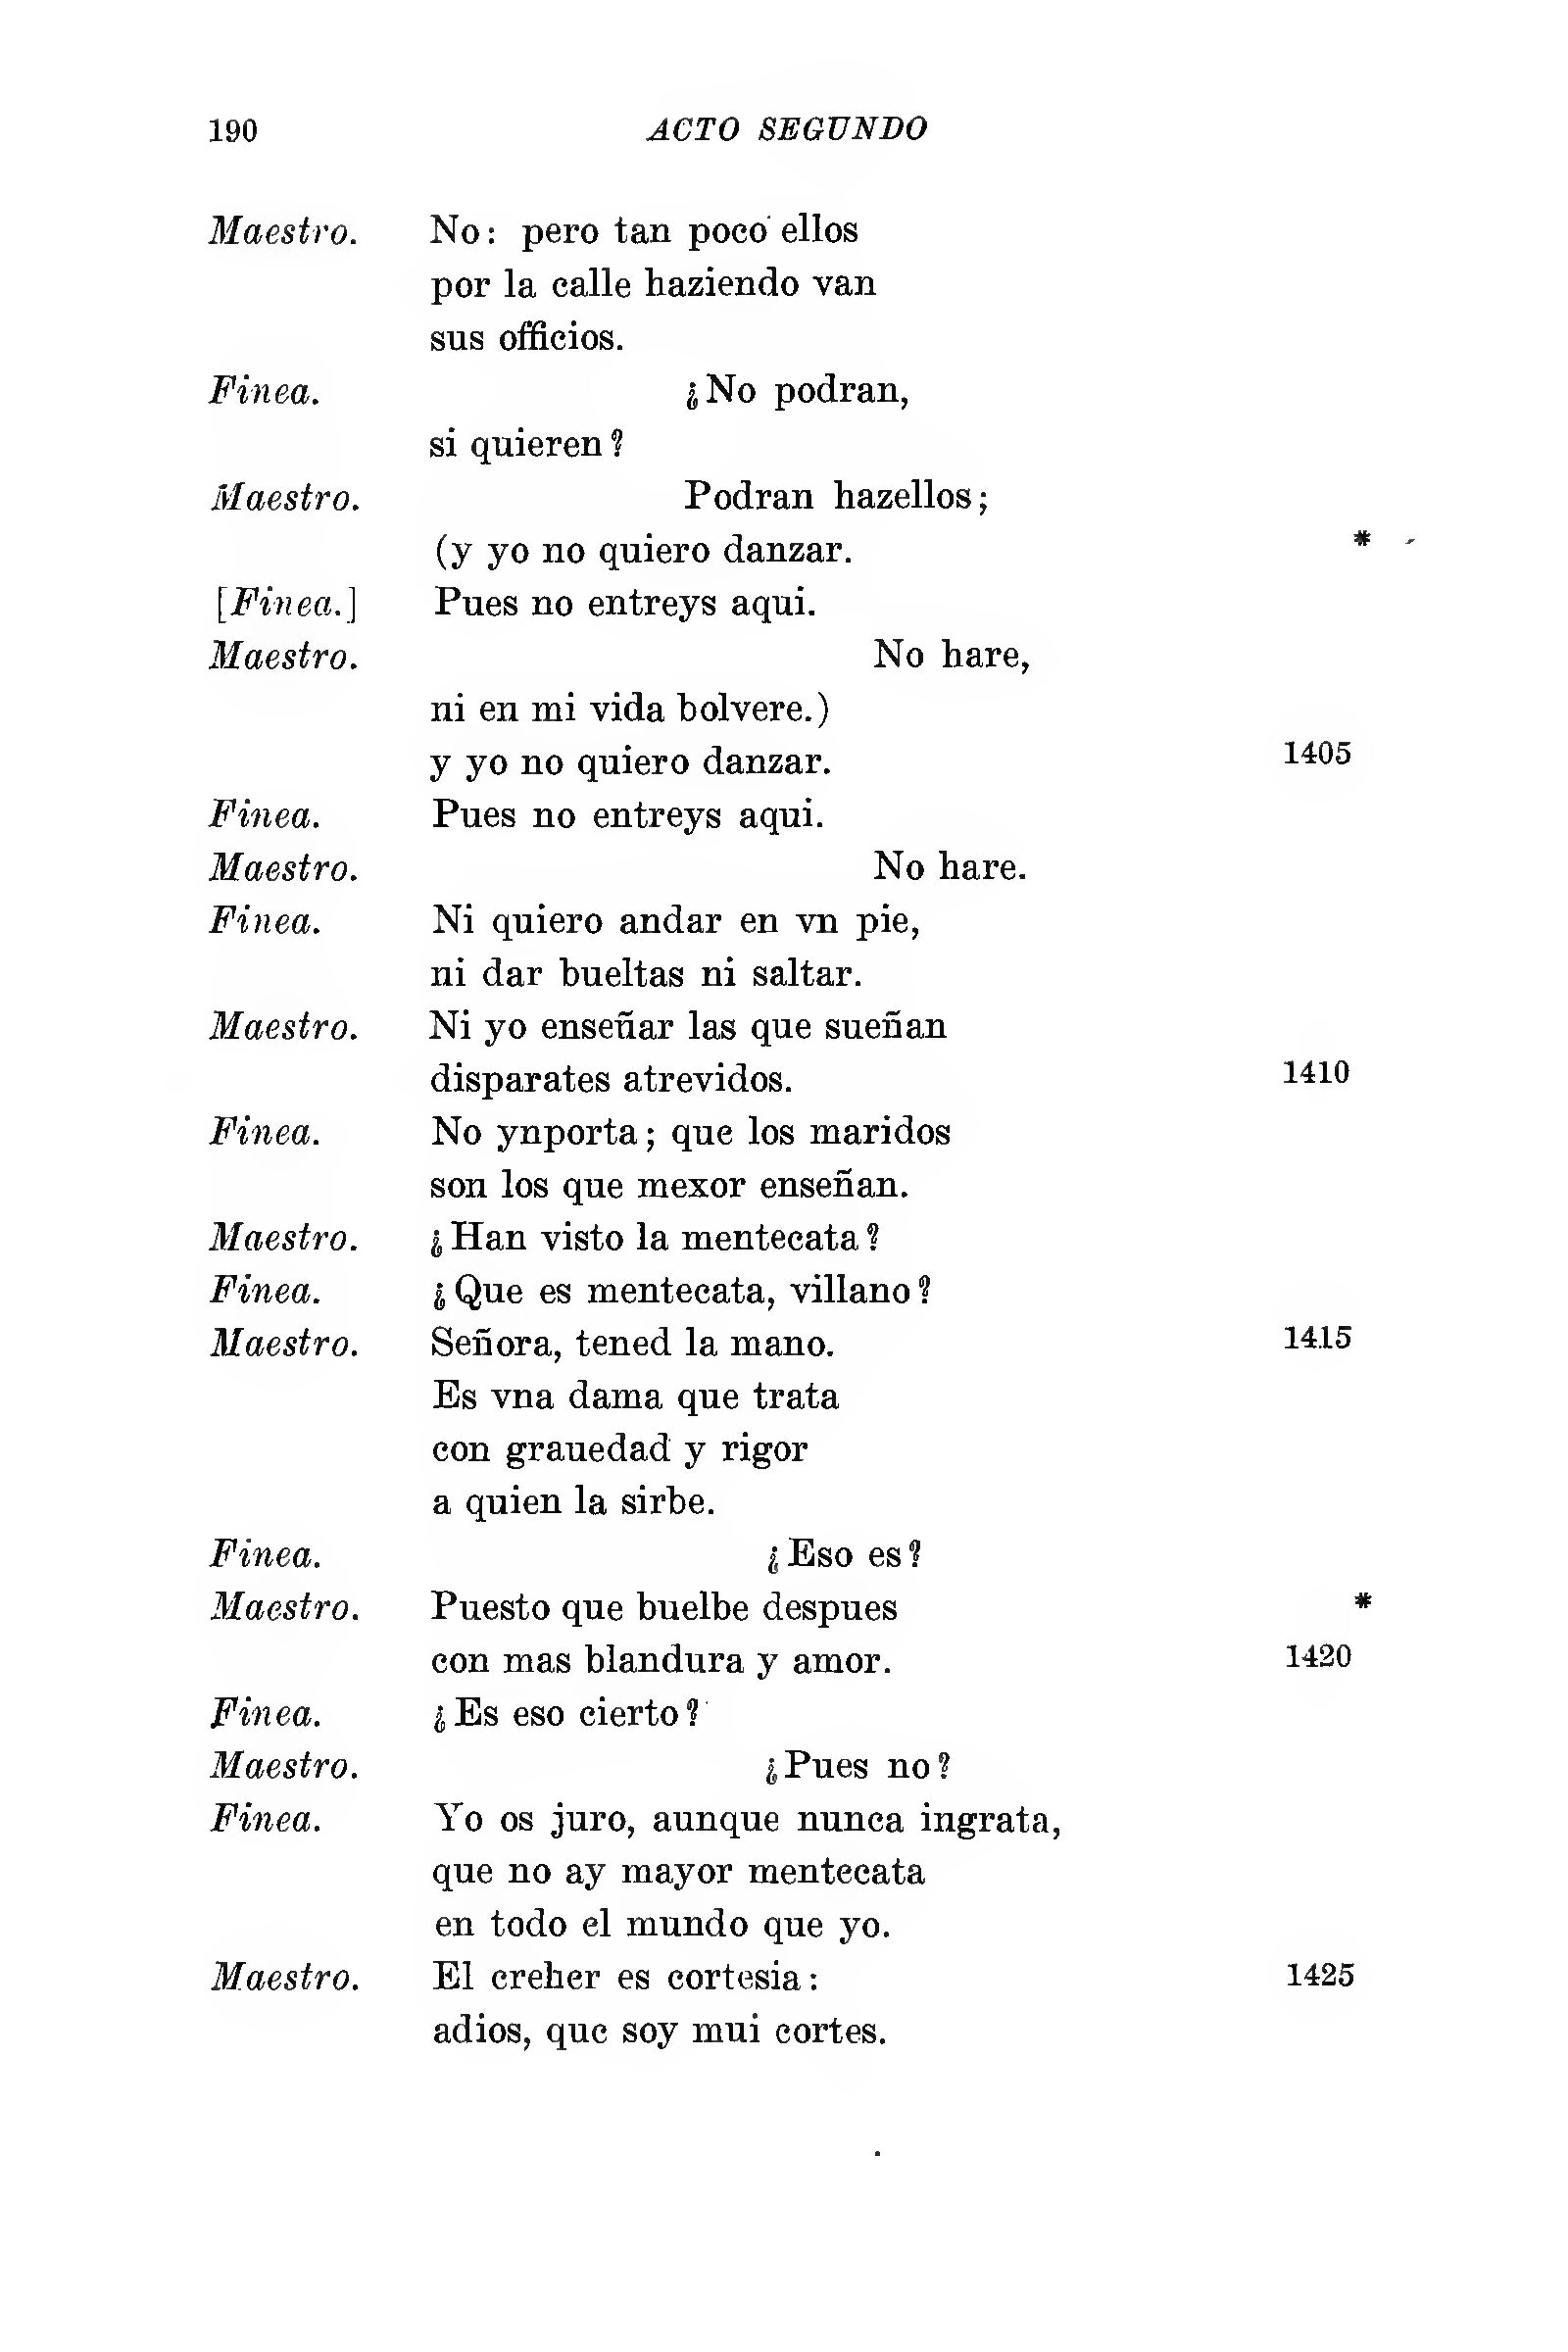 190 ACTO SEGUNDO
Maestro. No: pero tan poco ellos
por la calle haziendo van
sus officios.
Finea. ¿No podran,
si quieren?
Maestro. Podran hazellos;
(y yo no quiero danzar. *
[Finea.] Pues no entreys aqui.
Maestro. No hare,
ni en mi vida bolvere.)
y yo no quiero danzar. 1405
Finea. Pues no entreys aqui.
Maestro. No hare.
Finea. Ni quiero andar en vn pie,
ni dar bueltas ni saltar.
Maestro. Ni yo enseñar las que sueñan
disparates atrevidos. 1410
Finea. No ynporta; que los maridos
son los que mexor enseñan.
Maestro. ¿Han visto la mentecata?
Finea. ¿Que es mentecata, villano?
Maestro. Señora, tened la mano. 1415
Es vna dama que trata
con grauedad y rigor
a quien la sirbe.
Finea. ¿Eso es?
Maestro. Puesto que buelbe despues *
con mas blandura y amor. 1420
Finea. ¿Es eso cierto?
Maestro. ¿Pues no?
Finea. Yo os juro, aunque nunca ingrata,
que no ay mayor mentecata
en todo el mundo que yo.
Maestro. El creher es cortesia: 1425
adios, que soy mui cortes.